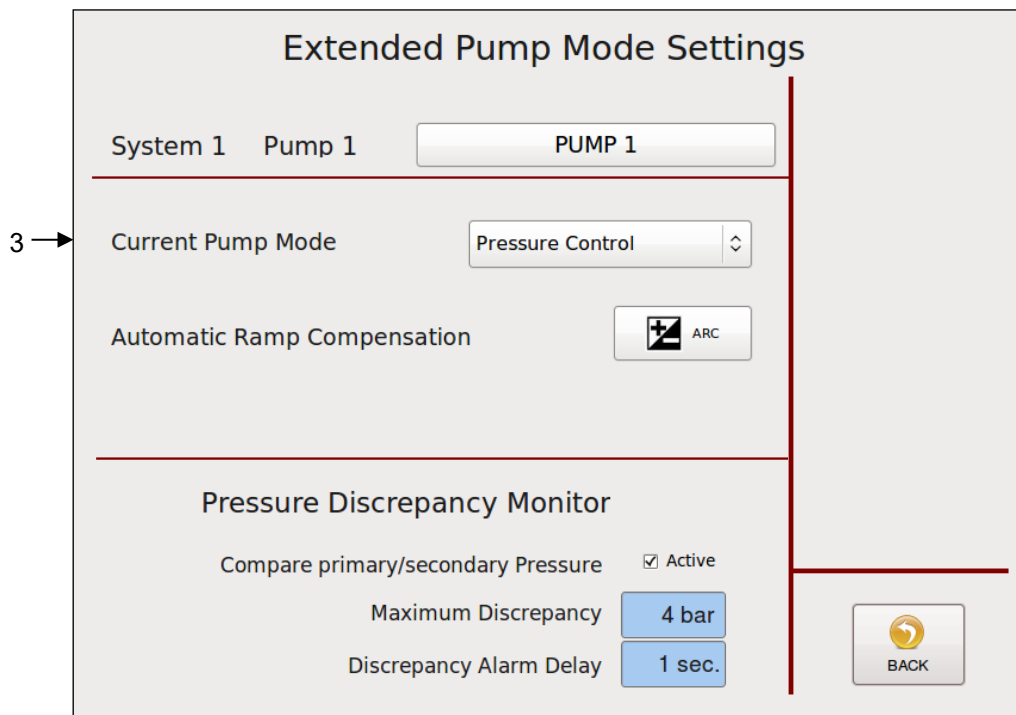 Extended Pump Mode Settings
System 1 Pump 1 PUMP 1
3 Current Pump Mode Pressure Control
Automatic Ramp Compensation ARC
Pressure Discrepancy Monitor
Compare primary/secondary Pressure Active
Maximum Discrepancy 4 bar
Discrepancy Alarm Delay 1 sec.
BACK